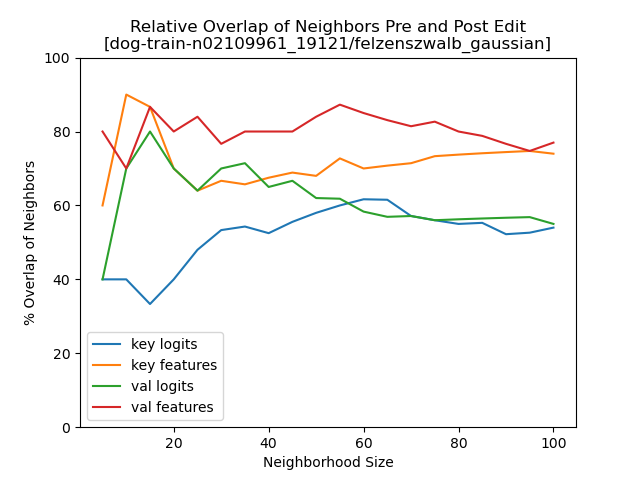 Relative Overlap of Neighbors Pre and Post Edit
[dog-train-n02109961_19121/felzenszwalb_gaussian]
% Overlap of Neighbors
100
80
60
40
20
0
key logits
key features
val logits
val features
20 40 60 80 100
Neighborhood Size